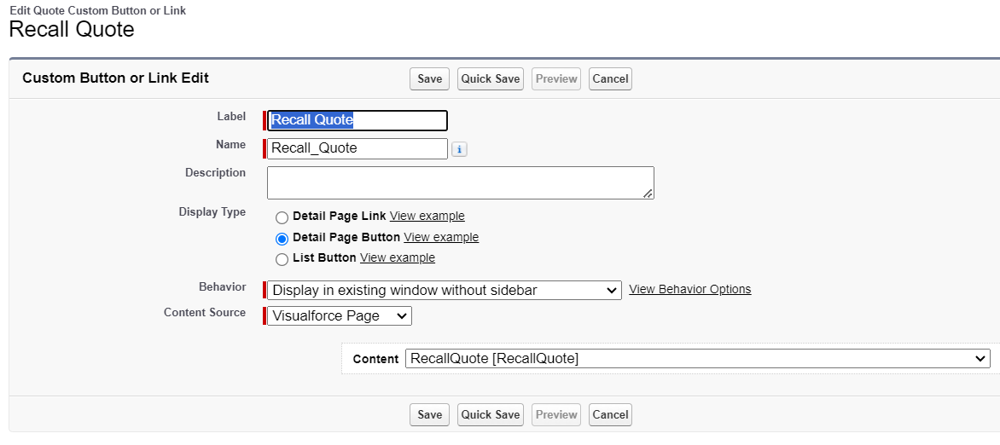 Edit Quote Custom Button or Link
Recall Quote
Custom Button or Link Edit Save Quick Save Preview Cancel
Label Recall Quote
Name Recall_Quote i
Description
Display Type Detail Page Link View example
Detail Page Button View example
List Button View example
Behavior Display in existing window without sidebar View Behavior Options
Content Source Visualforce Page
Content RecallQuote [RecallQuote]
Save Quick Save Preview Cancel